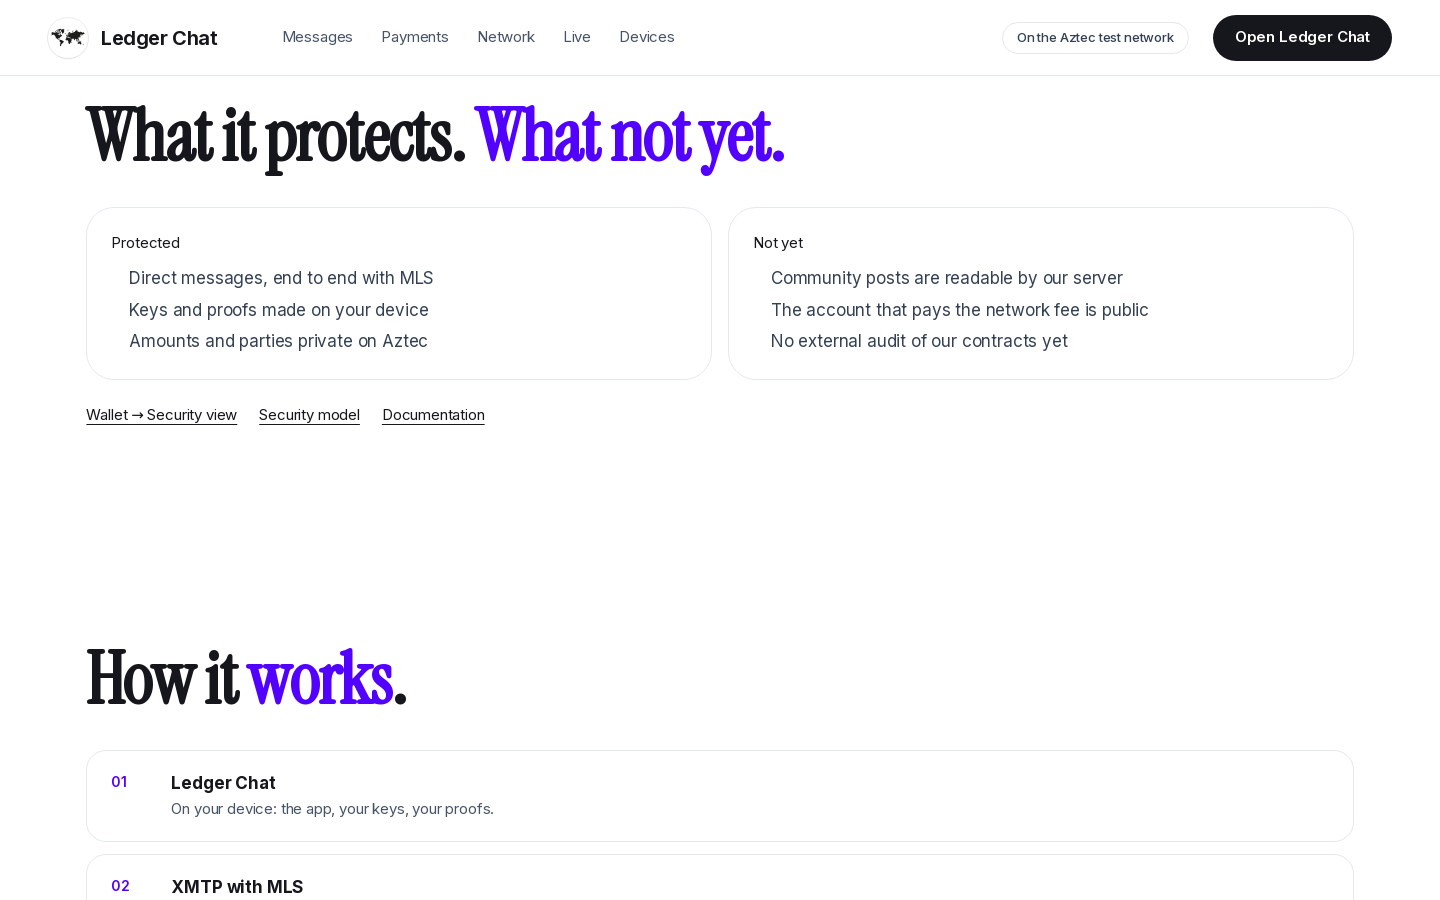 Ledger Chat
Messages
Payments
Network
Live
Devices
On the Aztec test network
Open Ledger Chat
What it protects. What not yet.
Protected
Direct messages, end to end with MLS
Keys and proofs made on your device
Amounts and parties private on Aztec
Not yet
Community posts are readable by our server
The account that pays the network fee is public
No external audit of our contracts yet
Wallet → Security view
Security model
Documentation
How it works.
01
Ledger Chat
On your device: the app, your keys, your proofs.
02
XMTP with MLS